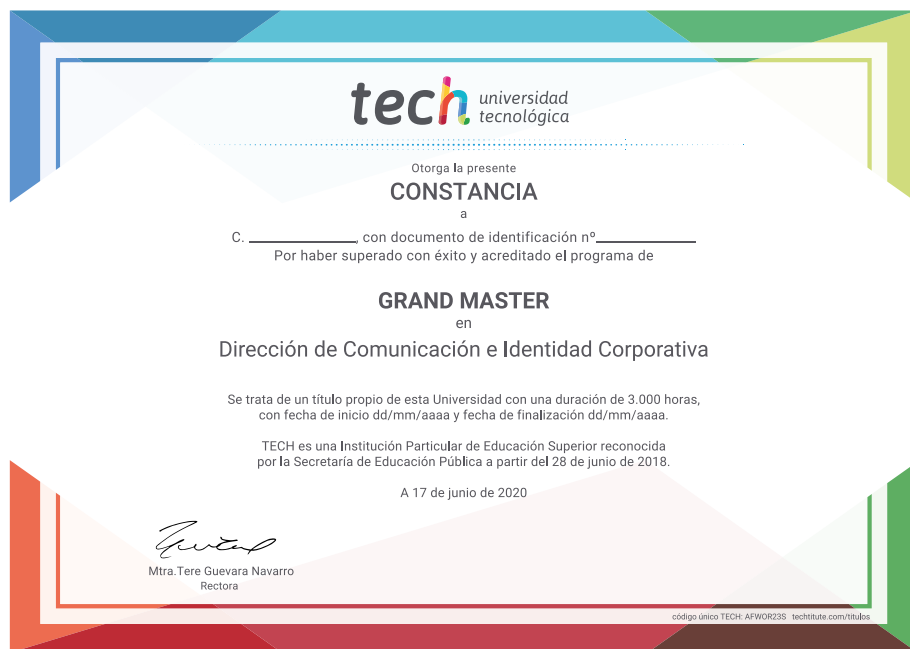 tech universidad
tecnológica
Otorga la presente
CONSTANCIA
a
C. ____________, con documento de identificación nº____________
Por haber superado con éxito y acreditado el programa de
GRAND MASTER
en
Dirección de Comunicación e Identidad Corporativa
Se trata de un título propio de esta Universidad con una duración de 3.000 horas,
con fecha de inicio dd/mm/aaaa y fecha de finalización dd/mm/aaaa.
TECH es una Institución Particular de Educación Superior reconocida
por la Secretaría de Educación Pública a partir del 28 de junio de 2018.
A 17 de junio de 2020
Mtra.Tere Guevara Navarro
Rectora
código único TECH: AFWOR23S techtitute.com/titulos